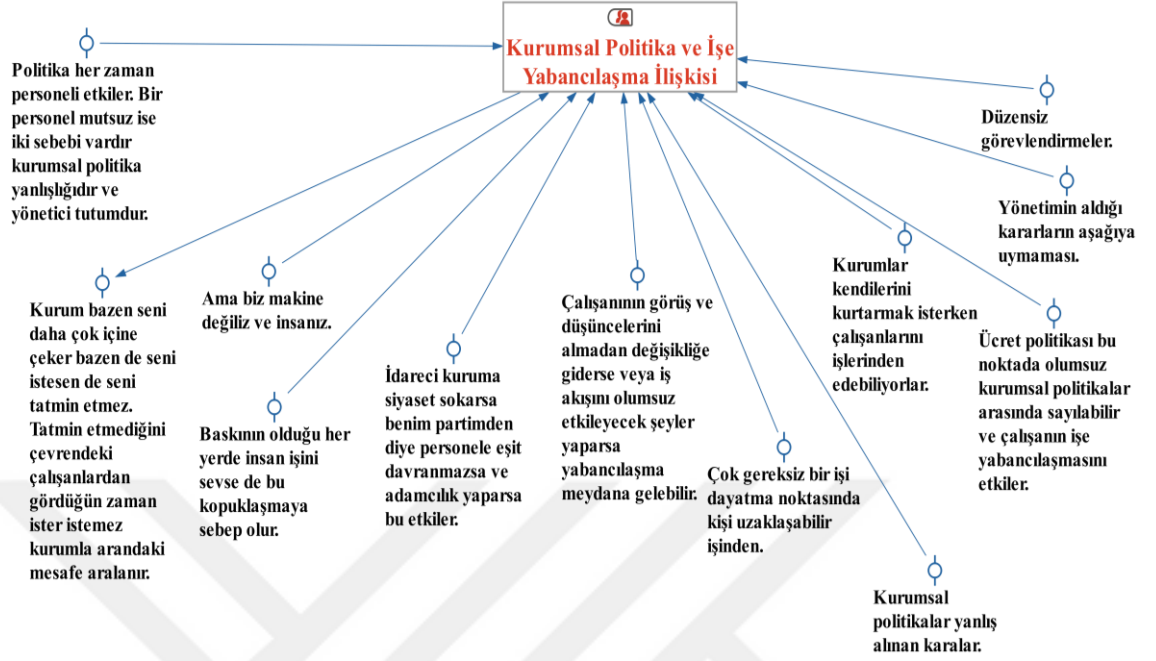 Kurumsal Politika ve İşe
Yabancılaşma İlişkisi
Politika her zaman
personeli etkiler. Bir
personel mutsuz ise
iki sebebi vardır
kurumsal politika
yanlışlığıdır ve
yönetici tutumdur.
Kurum bazen seni
daha çok içine
çeker bazen de seni
istesen de seni
tatmin etmez.
Tatmin etmediğini
çevrendeki
çalışanlardan
gördüğün zaman
ister istemez
kurumla arandaki
mesafe aralanır.
Ama biz makine
değiliz ve insanız.
Baskının olduğu her
yerde insan işini
sevse de bu
kopuklaşmaya
sebep olur.
İdareci kuruma
siyaset sokarsa
benim partimden
diye personele eşit
davranmazsa ve
adamcılık yaparsa
bu etkiler.
Çalışanının görüş ve
düşüncelerini
almadan değişikliğe
giderse veya iş
akışını olumsuz
etkileyecek şeyler
yaparsa
yabancılaşma
meydana gelebilir.
Çok gereksiz bir işi
dayatma noktasında
kişi uzaklaşabilir
işinden.
Kurumsal
politikalar yanlış
alınan karalar.
Kurumlar
kendilerini
kurtarmak isterken
çalışanlarını
işlerinden
edebiliyorlar.
Ücret politikası bu
noktada olumsuz
kurumsal politikalar
arasında sayılabilir
ve çalışanın işe
yabancılaşmasını
etkiler.
Yönetimin aldığı
kararların aşağıya
uymaması.
Düzensiz
görevlendirmeler.